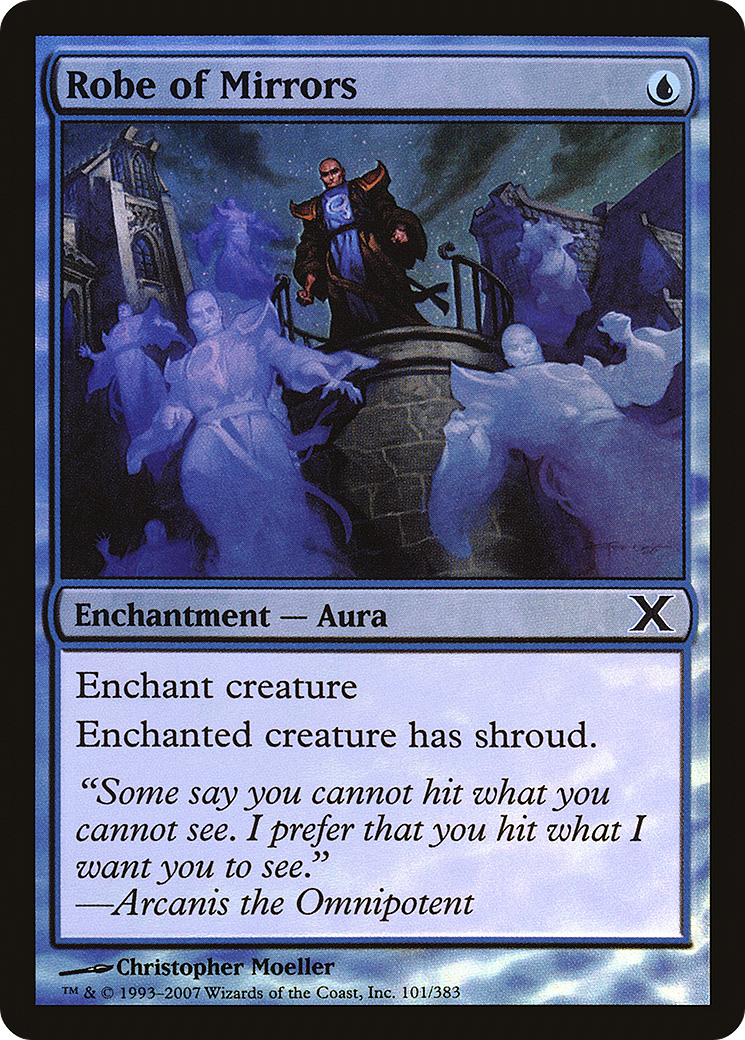 Robe of Mirrors
Enchantment — Aura
X
Enchant creature
Enchanted creature has shroud.
“Some say you cannot hit what you
cannot see. I prefer that you hit what I
want you to see.”
—Arcanis the Omnipotent
Christopher Moeller
™ & © 1993–2007 Wizards of the Coast, Inc. 101/383